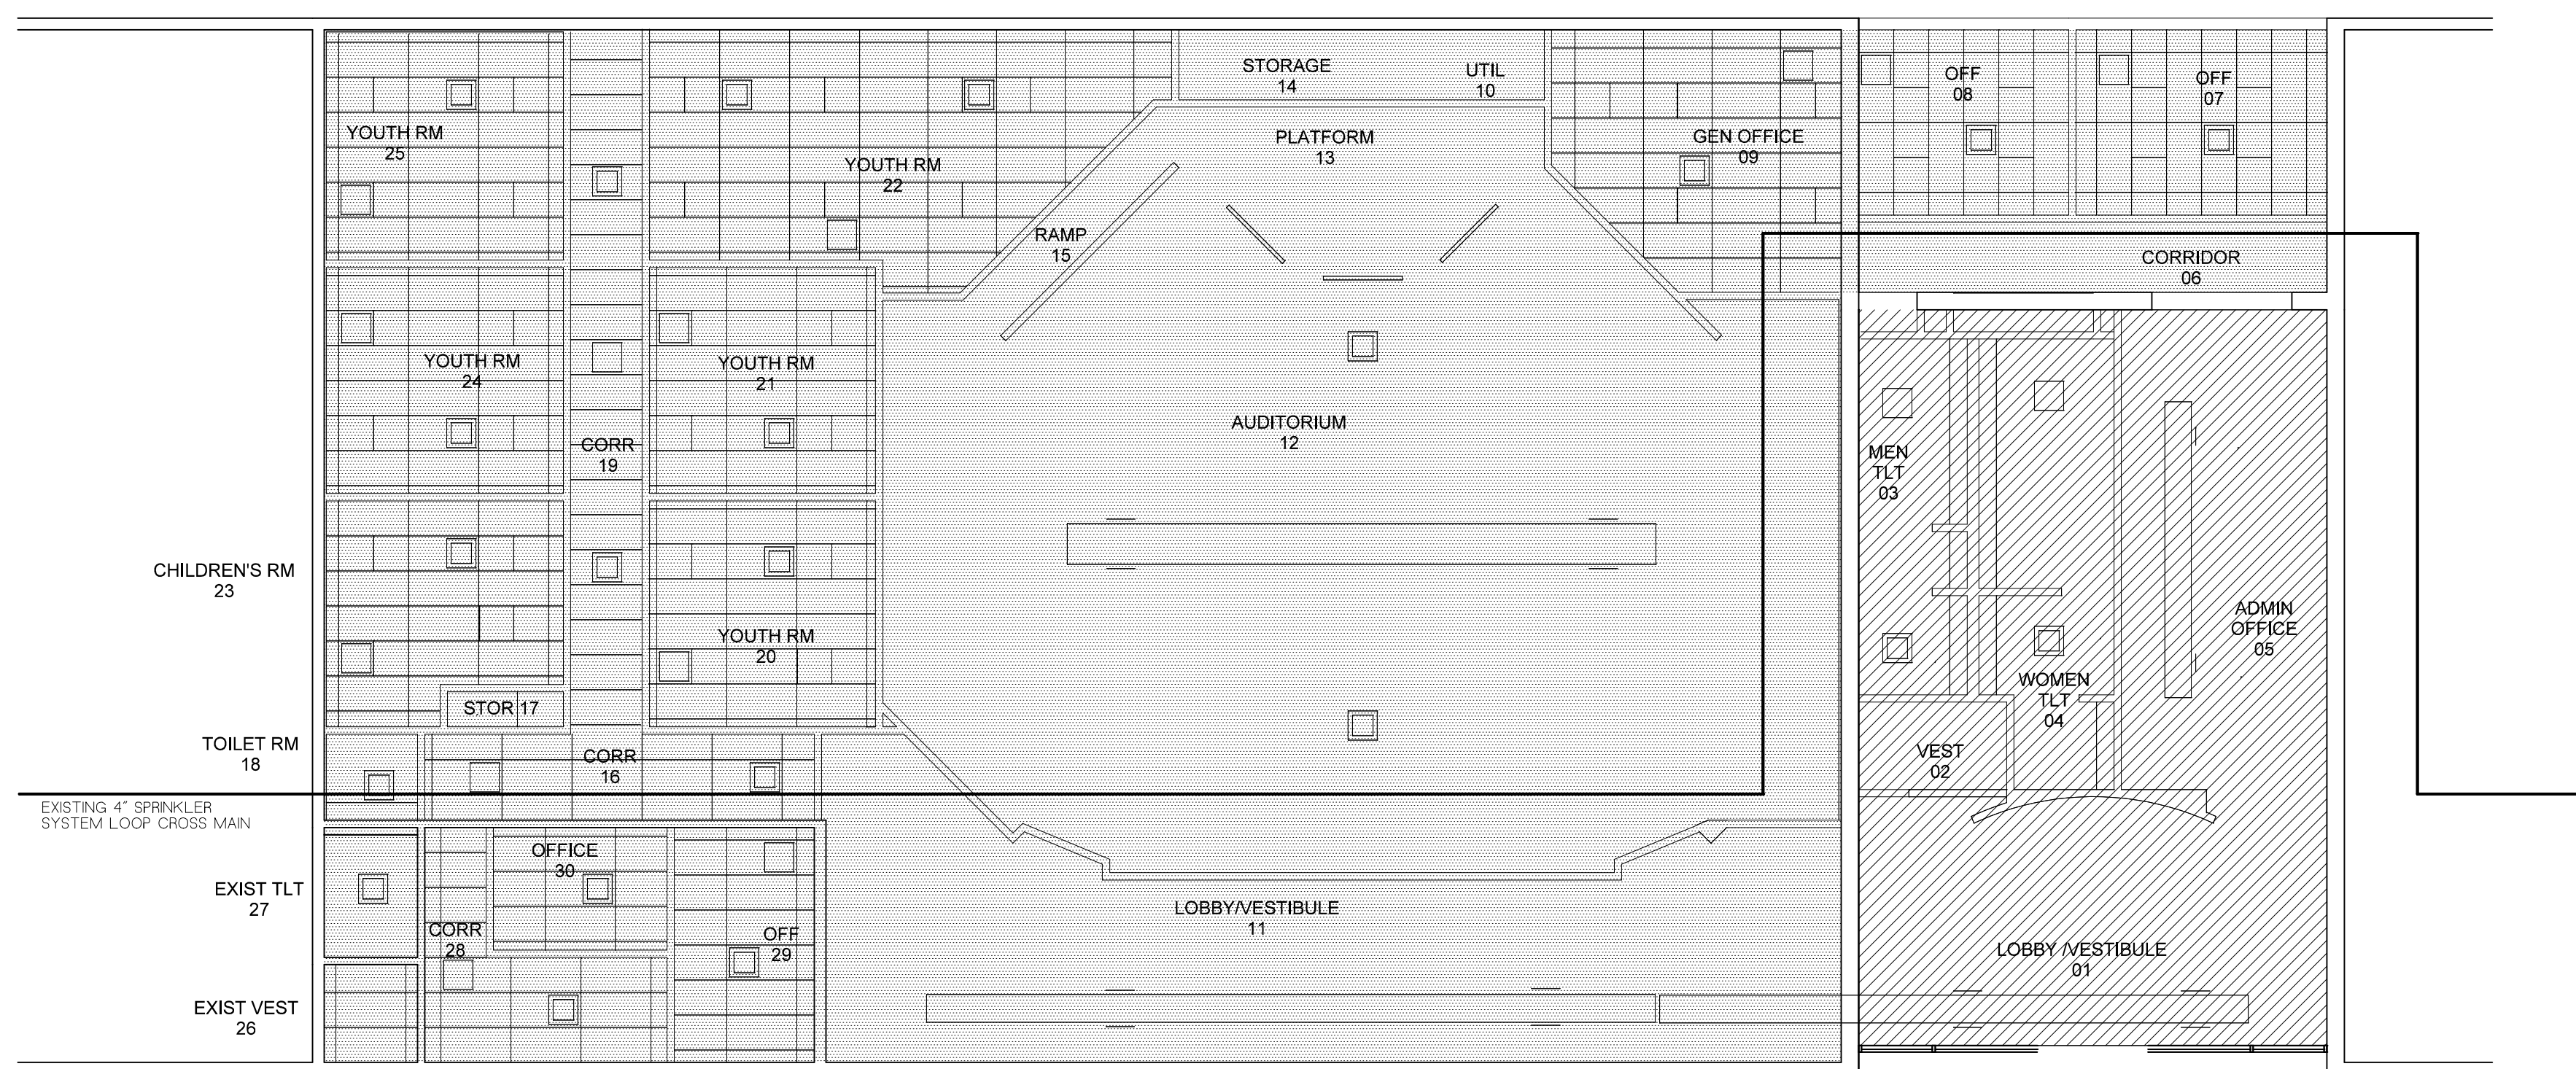 STORAGE
14
UTIL
10
OFF
08
OFF
07
YOUTH RM
25
PLATFORM
13
GEN OFFICE
09
YOUTH RM
22
RAMP
15
CORRIDOR
06
YOUTH RM
24
YOUTH RM
21
AUDITORIUM
12
CORR
19
MEN
TLT
03
CHILDREN'S RM
23
YOUTH RM
20
ADMIN
OFFICE
05
WOMEN
TLT
04
STOR 17
TOILET RM
18
CORR
16
VEST
02
EXISTING 4" SPRINKLER
SYSTEM LOOP CROSS MAIN
OFFICE
30
EXIST TLT
27
CORR
28
OFF
29
LOBBY/VESTIBULE
11
LOBBY /VESTIBULE
01
EXIST VEST
26